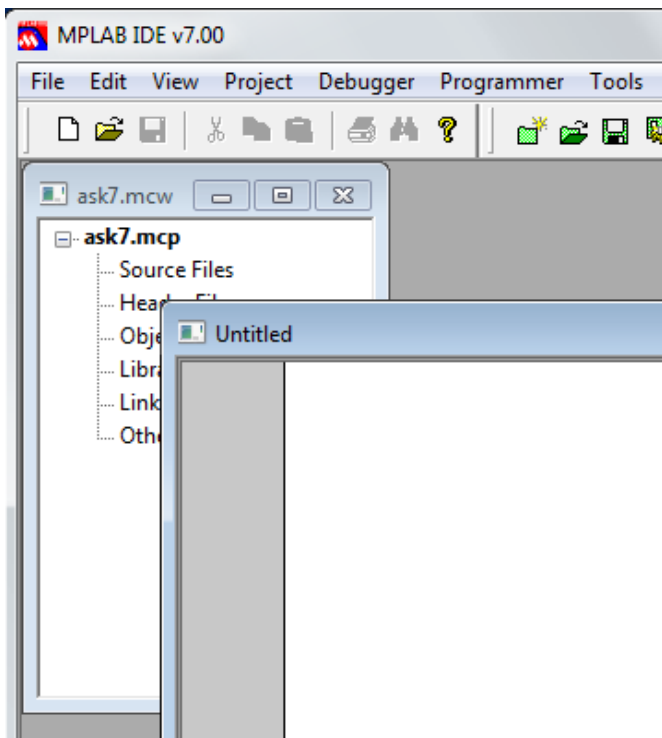 MPLAB IDE v7.00
File Edit View Project Debugger Programmer Tools
ask7.mcw
ask7.mcp
Source Files
Untitled